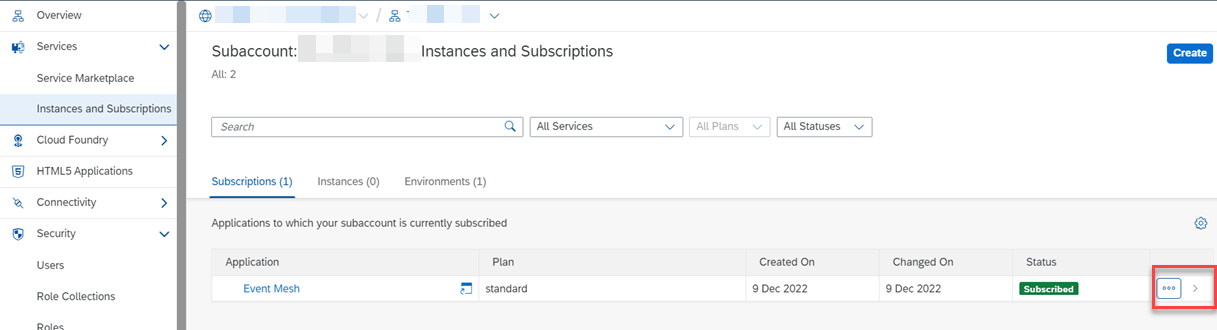 Overview
Services
Service Marketplace
Instances and Subscriptions
Cloud Foundry
HTML5 Applications
Connectivity
Security
Users
Role Collections
Roles
/
Subaccount: Instances and Subscriptions
Create
All: 2
Search
All Services
All Plans
All Statuses
Subscriptions (1) Instances (0) Environments (1)
Applications to which your subaccount is currently subscribed
Application Plan Created On Changed On Status
Event Mesh standard 9 Dec 2022 9 Dec 2022 Subscribed